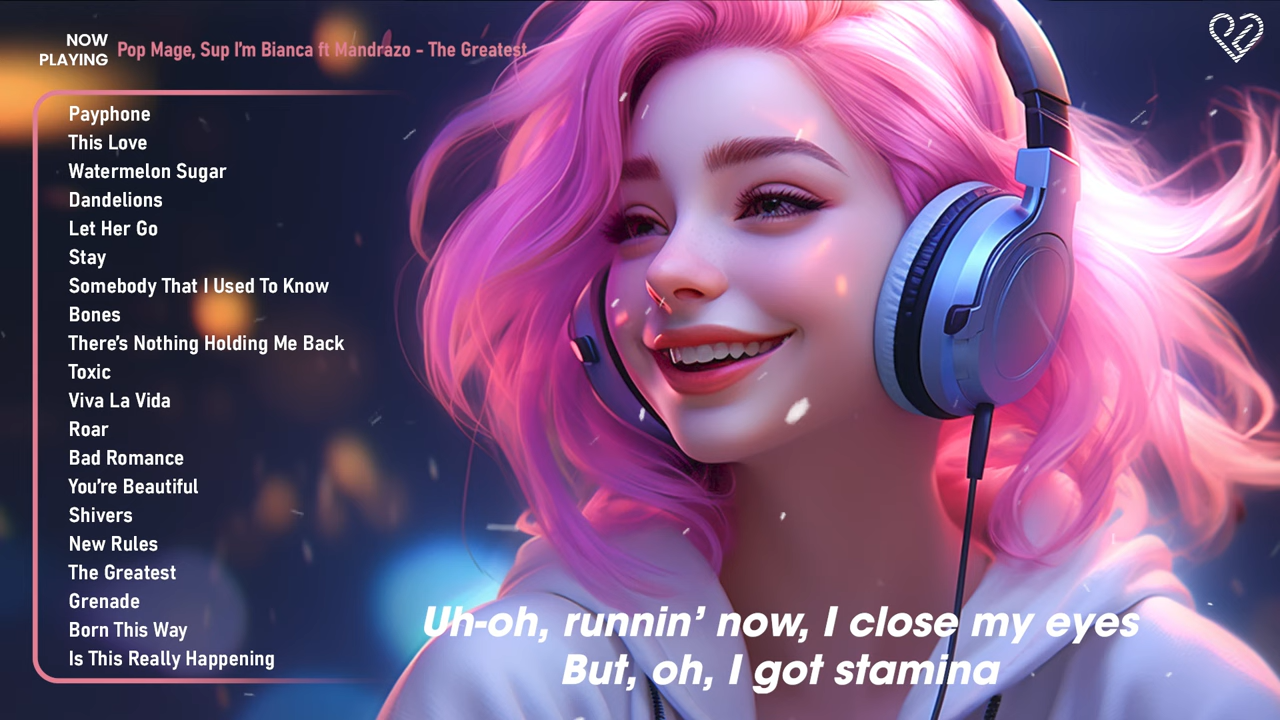 NOW
PLAYING
Pop Mage, Sup I'm Bianca ft Mandrazo - The Greatest
Payphone
This Love
Watermelon Sugar
Dandelions
Let Her Go
Stay
Somebody That I Used To Know
Bones
There's Nothing Holding Me Back
Toxic
Viva La Vida
Roar
Bad Romance
You're Beautiful
Shivers
New Rules
The Greatest
Grenade
Born This Way
Is This Really Happening
Uh-oh, runnin' now, I close my eyes
But, oh, I got stamina